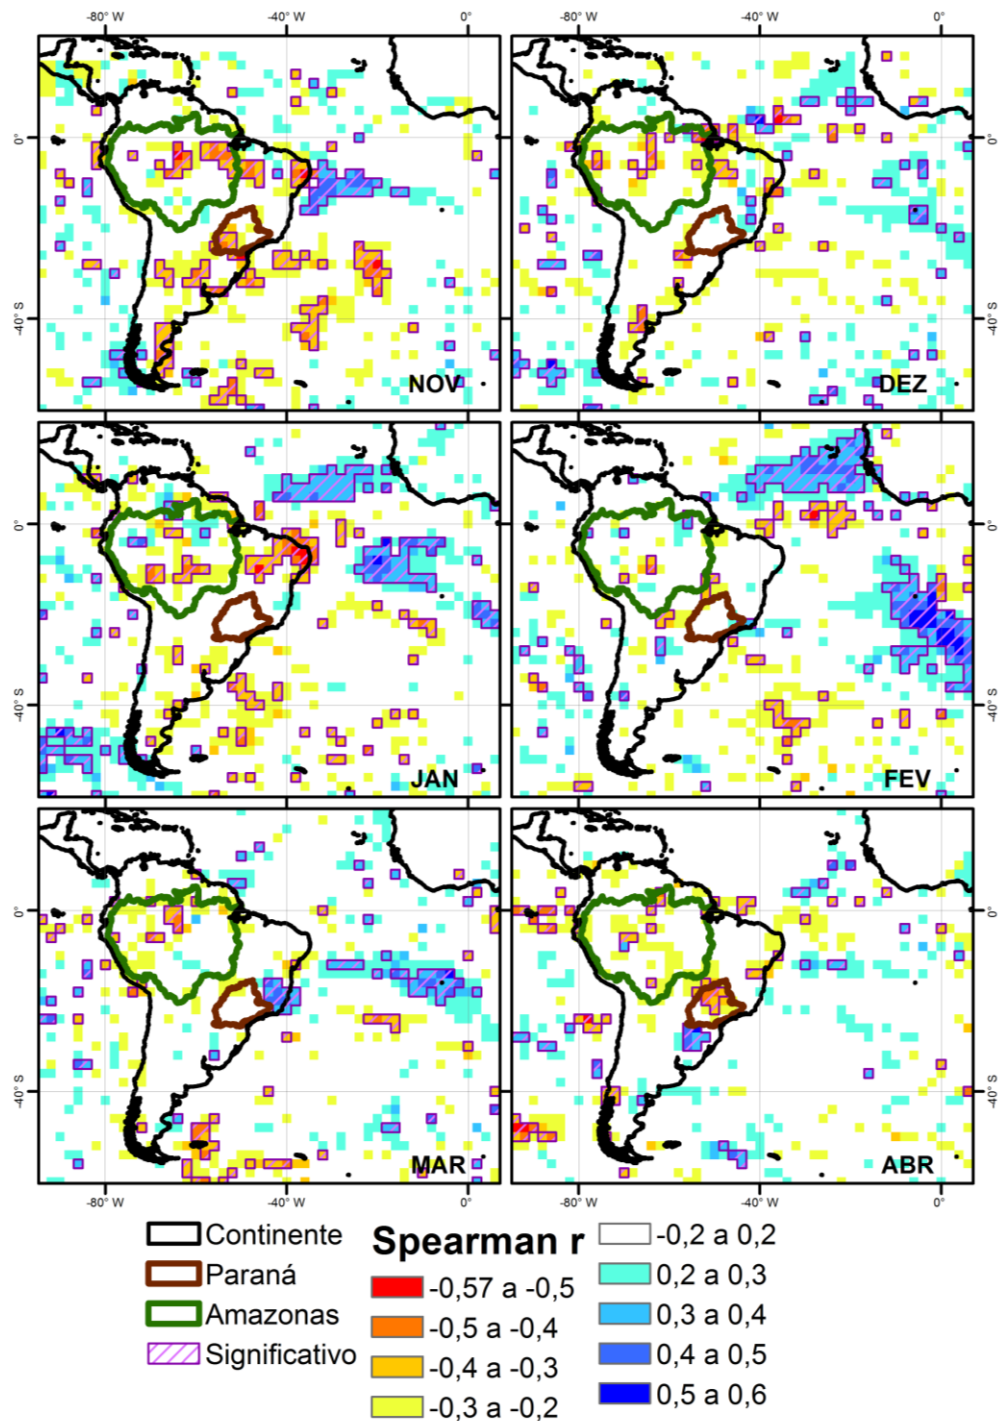 -80° W -40° W 0° -80° W -40° W 0°
0° 0°
-40° S -40° S
NOV DEZ
0° 0°
-40° S -40° S
JAN FEV
0° 0°
-40° S -40° S
MAR ABR
-80° W -40° W 0° -80° W -40° W 0°
Continente
Paraná
Amazonas
Significativo
Spearman r
-0,57 a -0,5
-0,5 a -0,4
-0,4 a -0,3
-0,3 a -0,2
-0,2 a 0,2
0,2 a 0,3
0,3 a 0,4
0,4 a 0,5
0,5 a 0,6